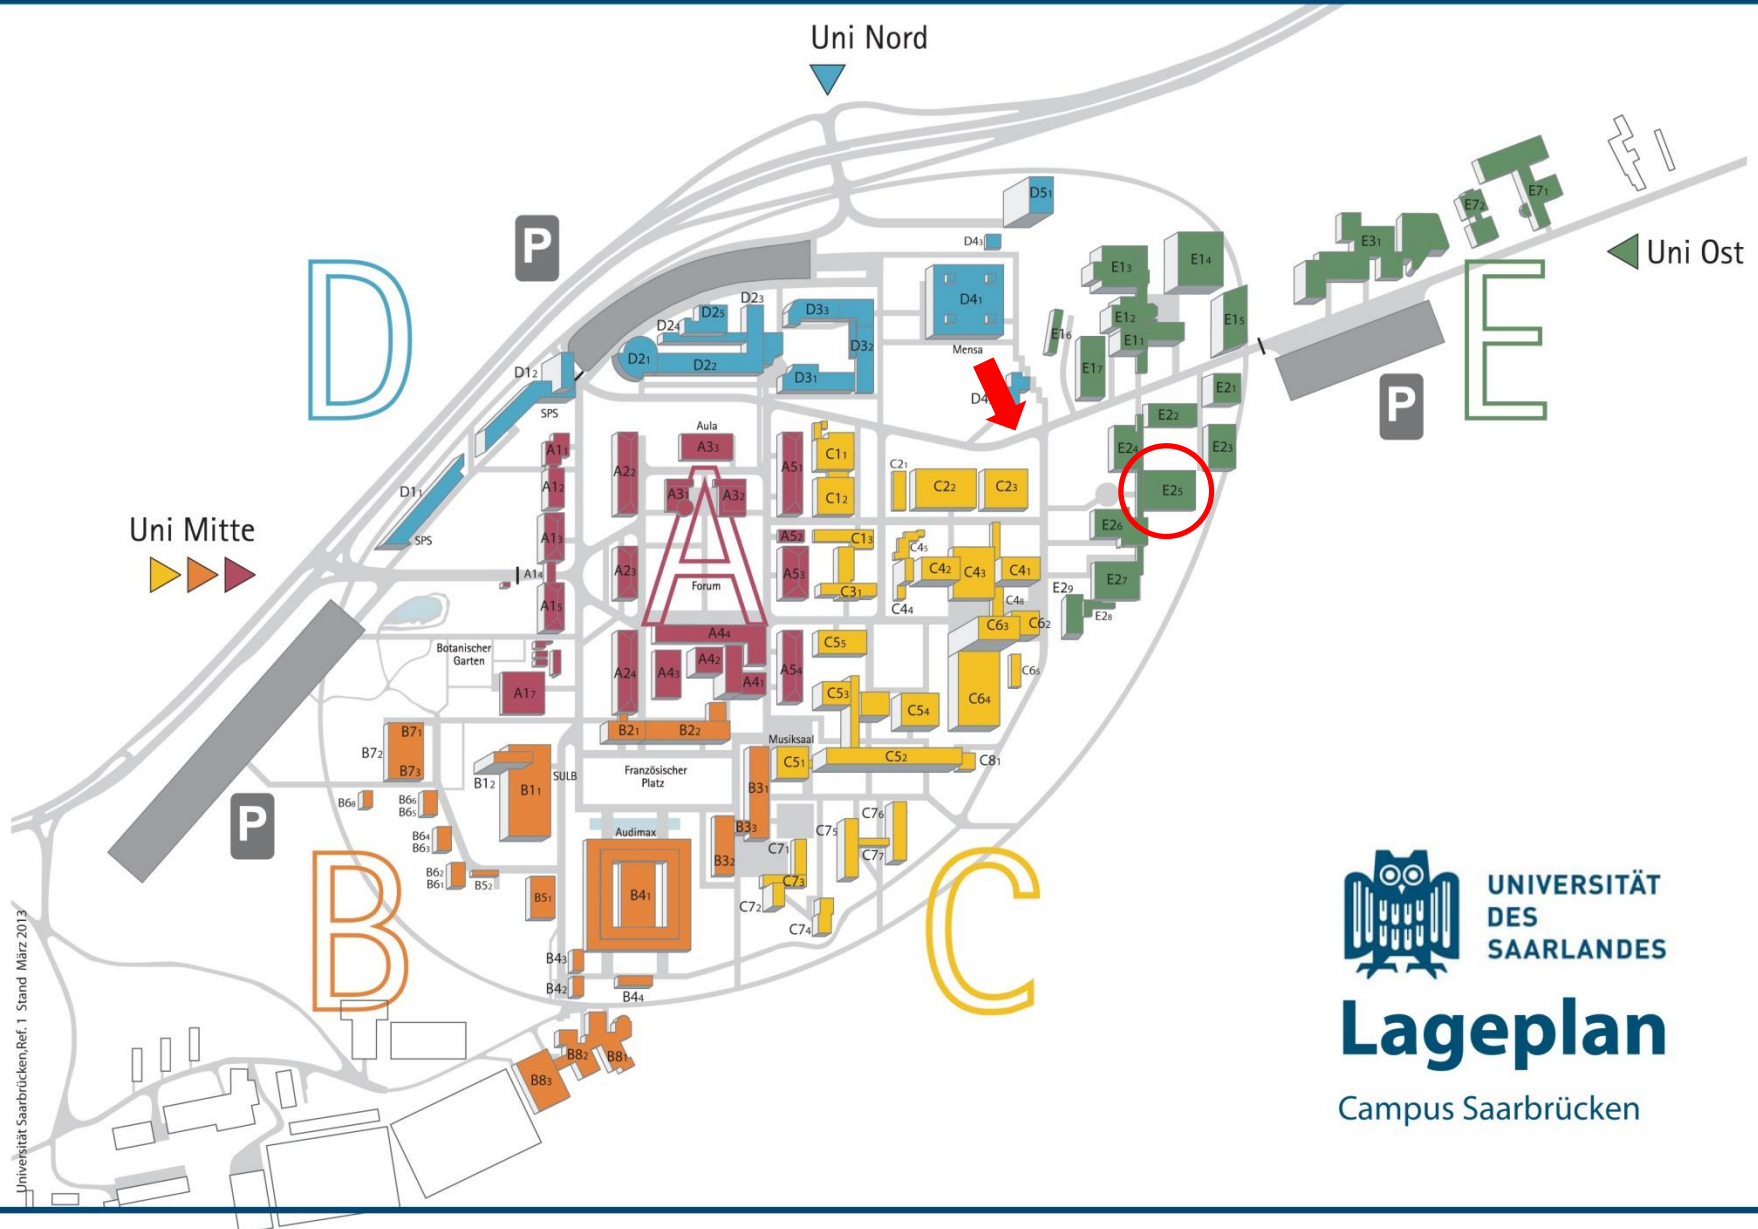 Uni Nord
D51
D43
E71
E72
E31
Uni Ost
P
E14
E13
D
E
D41
D23
D25
D33
D24
E12
E15
E16
E11
D32
D21
Mensa
D22
E17
D12
D31
E21
D4
P
SPS
E22
Aula
A33
E24
E23
A11
C11
A22
A51
C21
D11
A12
A31
A32
C12
C22
C23
E25
Uni Mitte
A
A13
SPS
A52
C13
C45
E26
A14
A23
A53
C42
C43
C41
E27
Forum
C31
E29
A15
C44
C48
E28
A44
C63
C62
Botanischer
Garten
C55
A24
A43
A42
A54
C65
A41
A17
C53
C54
C64
B71
B21
B22
Musiksaal
B72
C51
C52
C81
B73
SULB
Französischer
Platz
B12
B11
B31
B68
B66
B65
C76
P
B33
C75
Audimax
B64
B63
C71
C77
B32
B62
B61
B52
C73
B
B51
B41
C72
C
C74
B43
B42
B44
B82
B81
B83
UNIVERSITÄT
DES
SAARLANDES
Lageplan
Campus Saarbrücken
Universität Saarbrücken,Ref. 1 Stand März 2013